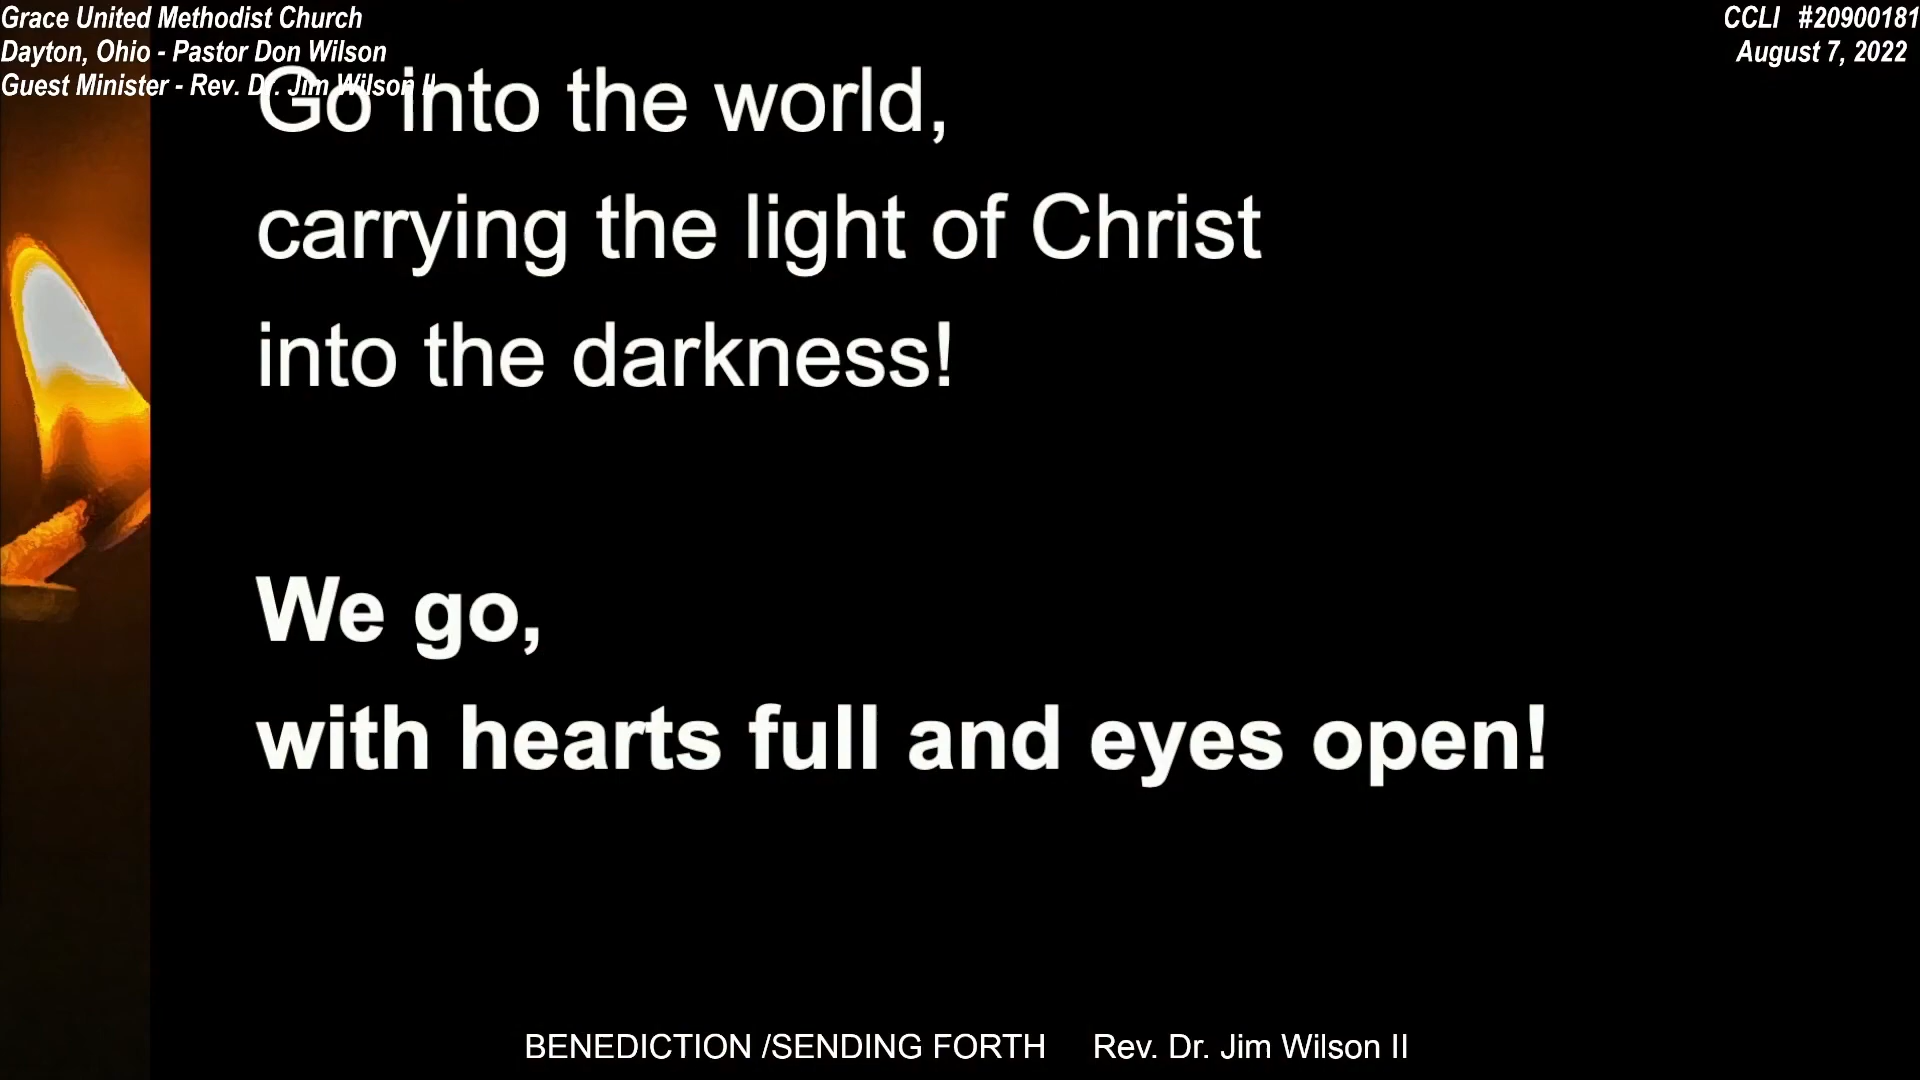 Grace United Methodist Church
Dayton, Ohio - Pastor Don Wilson
Guest Minister - Rev. Dr. Jim Wilson II
CCLI #20900181
August 7, 2022
Go into the world,
carrying the light of Christ
into the darkness!
We go,
with hearts full and eyes open!
BENEDICTION /SENDING FORTH Rev. Dr. Jim Wilson II